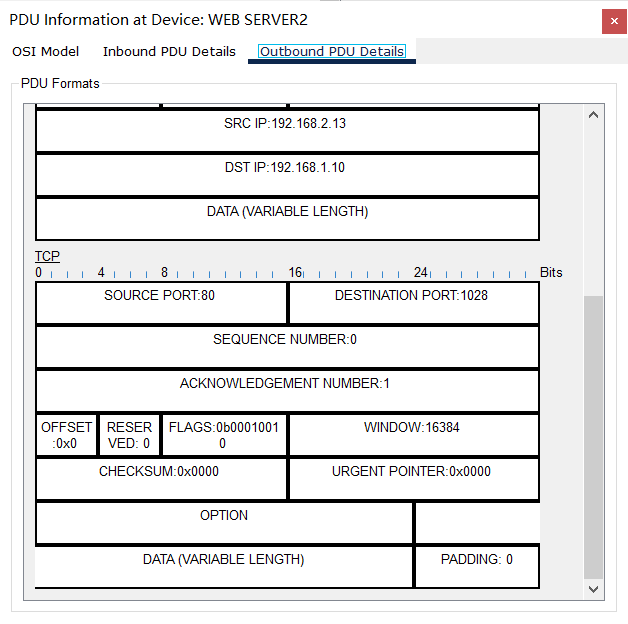 PDU Information at Device: WEB SERVER2
OSI Model Inbound PDU Details Outbound PDU Details
PDU Formats
SRC IP:192.168.2.13
DST IP:192.168.1.10
DATA (VARIABLE LENGTH)
TCP
0 4 8 16 24 Bits
SOURCE PORT:80 DESTINATION PORT:1028
SEQUENCE NUMBER:0
ACKNOWLEDGEMENT NUMBER:1
OFFSET RESER FLAGS:0b0001001 WINDOW:16384
:0x0 VED: 0 0
CHECKSUM:0x0000 URGENT POINTER:0x0000
OPTION
DATA (VARIABLE LENGTH) PADDING: 0